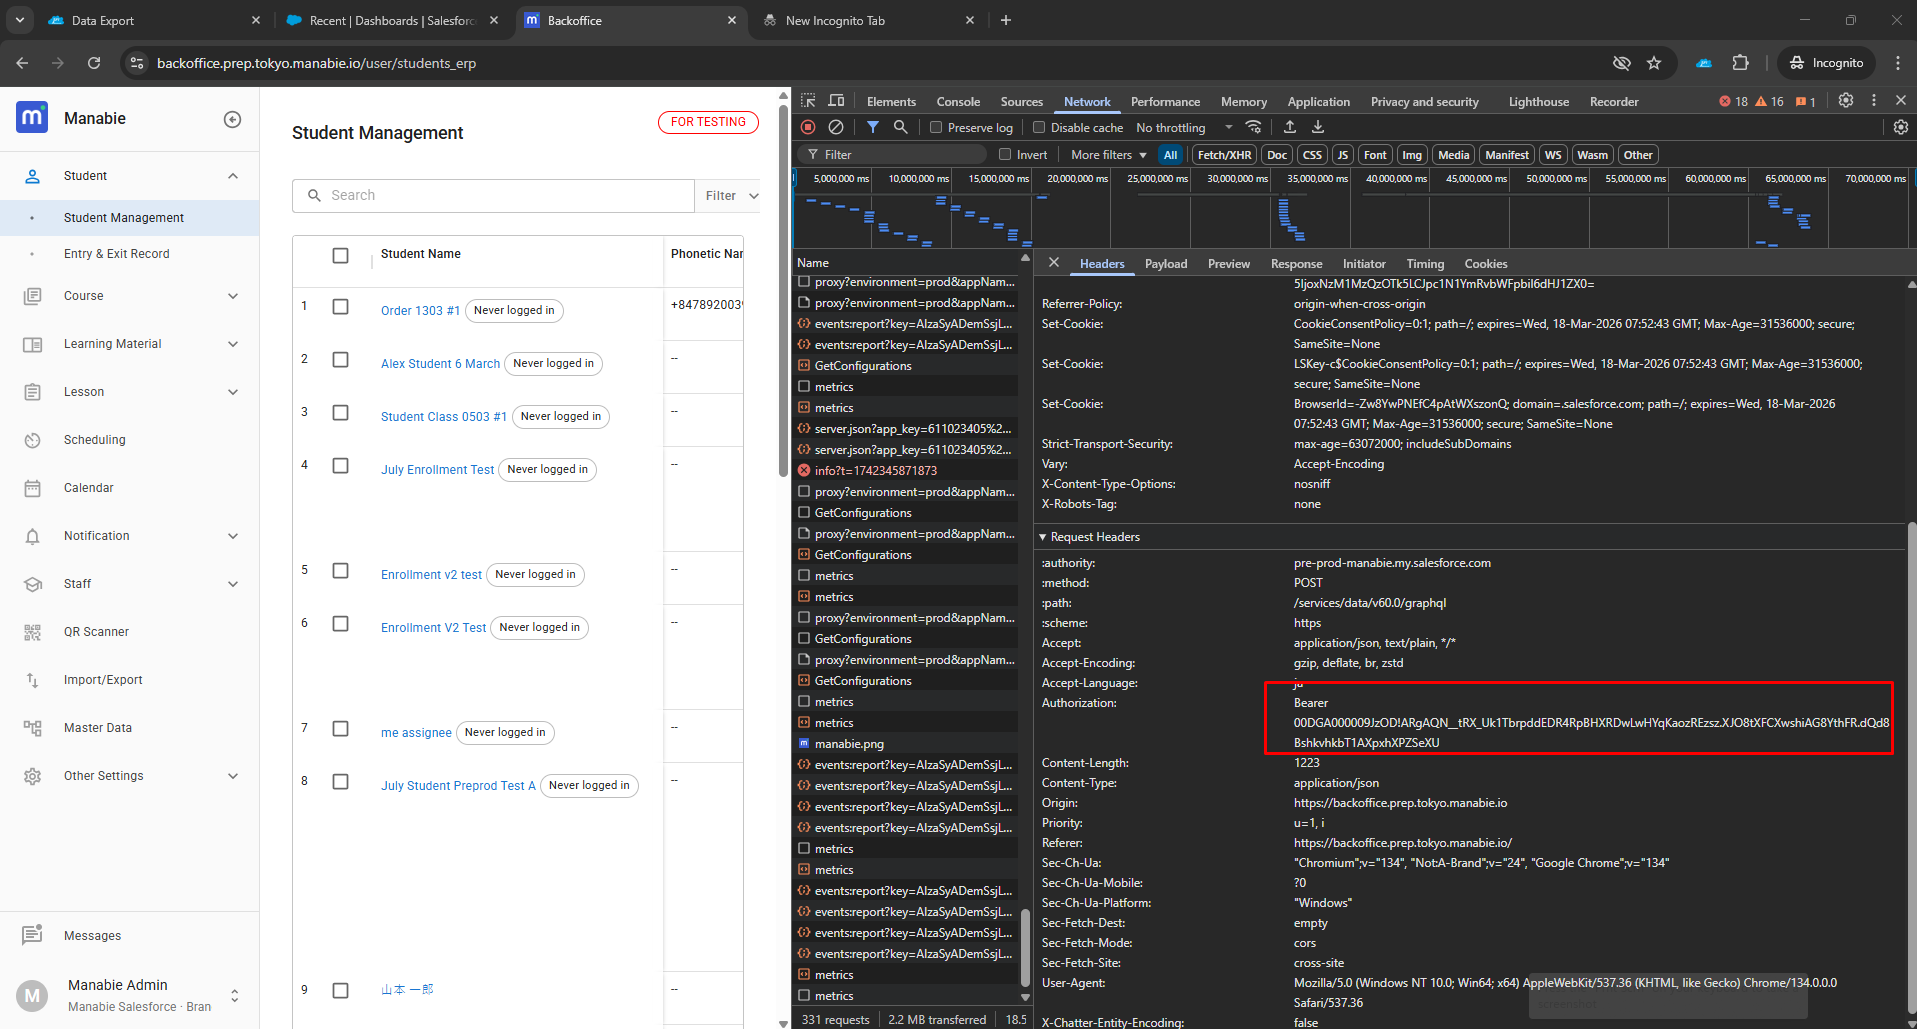 Data Export
Recent | Dashboards | Salesforce
Backoffice
New Incognito Tab
backoffice.prep.tokyo.manabie.io/user/students_erp
Incognito
Manabie
Student
Student Management
Entry & Exit Record
Course
Learning Material
Lesson
Scheduling
Calendar
Notification
Staff
QR Scanner
Import/Export
Master Data
Other Settings
Messages
M
Manabie Admin
Manabie Salesforce · Bran
Student Management
FOR TESTING
Search
Filter
Student Name
Phonetic Nar
1
Order 1303 #1
Never logged in
+8478920039
2
Alex Student 6 March
Never logged in
--
3
Student Class 0503 #1
Never logged in
--
4
July Enrollment Test
Never logged in
--
5
Enrollment v2 test
Never logged in
--
6
Enrollment V2 Test
Never logged in
--
7
me assignee
Never logged in
--
8
July Student Preprod Test A
Never logged in
--
9
山本 一郎
--
Elements
Console
Sources
Network
Performance
Memory
Application
Privacy and security
Lighthouse
Recorder
18
16
1
Preserve log
Disable cache
No throttling
Filter
Invert
More filters
All
Fetch/XHR
Doc
CSS
JS
Font
Img
Media
Manifest
WS
Wasm
Other
5,000,000 ms
10,000,000 ms
15,000,000 ms
20,000,000 ms
25,000,000 ms
30,000,000 ms
35,000,000 ms
40,000,000 ms
45,000,000 ms
50,000,000 ms
55,000,000 ms
60,000,000 ms
65,000,000 ms
70,000,000 ms
Name
proxy?environment=prod&appNam...
proxy?environment=prod&appNam...
events:report?key=AIzaSyADemSsjL...
events:report?key=AIzaSyADemSsjL...
GetConfigurations
metrics
metrics
server.json?app_key=611023405%2...
server.json?app_key=611023405%2...
info?t=1742345871873
proxy?environment=prod&appNam...
GetConfigurations
proxy?environment=prod&appNam...
GetConfigurations
metrics
metrics
proxy?environment=prod&appNam...
GetConfigurations
proxy?environment=prod&appNam...
GetConfigurations
metrics
metrics
manabie.png
events:report?key=AIzaSyADemSsjL...
events:report?key=AIzaSyADemSsjL...
events:report?key=AIzaSyADemSsjL...
events:report?key=AIzaSyADemSsjL...
metrics
metrics
events:report?key=AIzaSyADemSsjL...
events:report?key=AIzaSyADemSsjL...
events:report?key=AIzaSyADemSsjL...
events:report?key=AIzaSyADemSsjL...
metrics
metrics
331 requests
2.2 MB transferred
18.5
Headers
Payload
Preview
Response
Initiator
Timing
Cookies
5IjoxNzM1MzQzOTk5LCJpc1N1YmRvbWFpbiI6dHJ1ZX0=
Referrer-Policy: origin-when-cross-origin
Set-Cookie: CookieConsentPolicy=0:1; path=/; expires=Wed, 18-Mar-2026 07:52:43 GMT; Max-Age=31536000; secure;
SameSite=None
Set-Cookie: LSKey-c$CookieConsentPolicy=0:1; path=/; expires=Wed, 18-Mar-2026 07:52:43 GMT; Max-Age=31536000;
secure; SameSite=None
Set-Cookie: BrowserId=-Zw8YwPNEfC4pAtWXszonQ; domain=.salesforce.com; path=/; expires=Wed, 18-Mar-2026
07:52:43 GMT; Max-Age=31536000; secure; SameSite=None
Strict-Transport-Security: max-age=63072000; includeSubDomains
Vary: Accept-Encoding
X-Content-Type-Options: nosniff
X-Robots-Tag: none
Request Headers
:authority: pre-prod-manabie.my.salesforce.com
:method: POST
:path: /services/data/v60.0/graphql
:scheme: https
Accept: application/json, text/plain, */*
Accept-Encoding: gzip, deflate, br, zstd
Accept-Language: ja
Authorization: Bearer
00DGA000009JzOD!ARgAQN__tRX_Uk1TbrpddEDR4RpBHXRDwLwHYqKaozREzsz.XJO8tXFCXwshiAG8YthFR.dQd8
BshkvhkbT1AXpxhXPZSeXU
Content-Length: 1223
Content-Type: application/json
Origin: https://backoffice.prep.tokyo.manabie.io
Priority: u=1, i
Referer: https://backoffice.prep.tokyo.manabie.io/
Sec-Ch-Ua: "Chromium";v="134", "Not:A-Brand";v="24", "Google Chrome";v="134"
Sec-Ch-Ua-Mobile: ?0
Sec-Ch-Ua-Platform: "Windows"
Sec-Fetch-Dest: empty
Sec-Fetch-Mode: cors
Sec-Fetch-Site: cross-site
User-Agent: Mozilla/5.0 (Windows NT 10.0; Win64; x64) AppleWebKit/537.36 (KHTML, like Gecko) Chrome/134.0.0.0
Safari/537.36
X-Chatter-Entity-Encoding: false